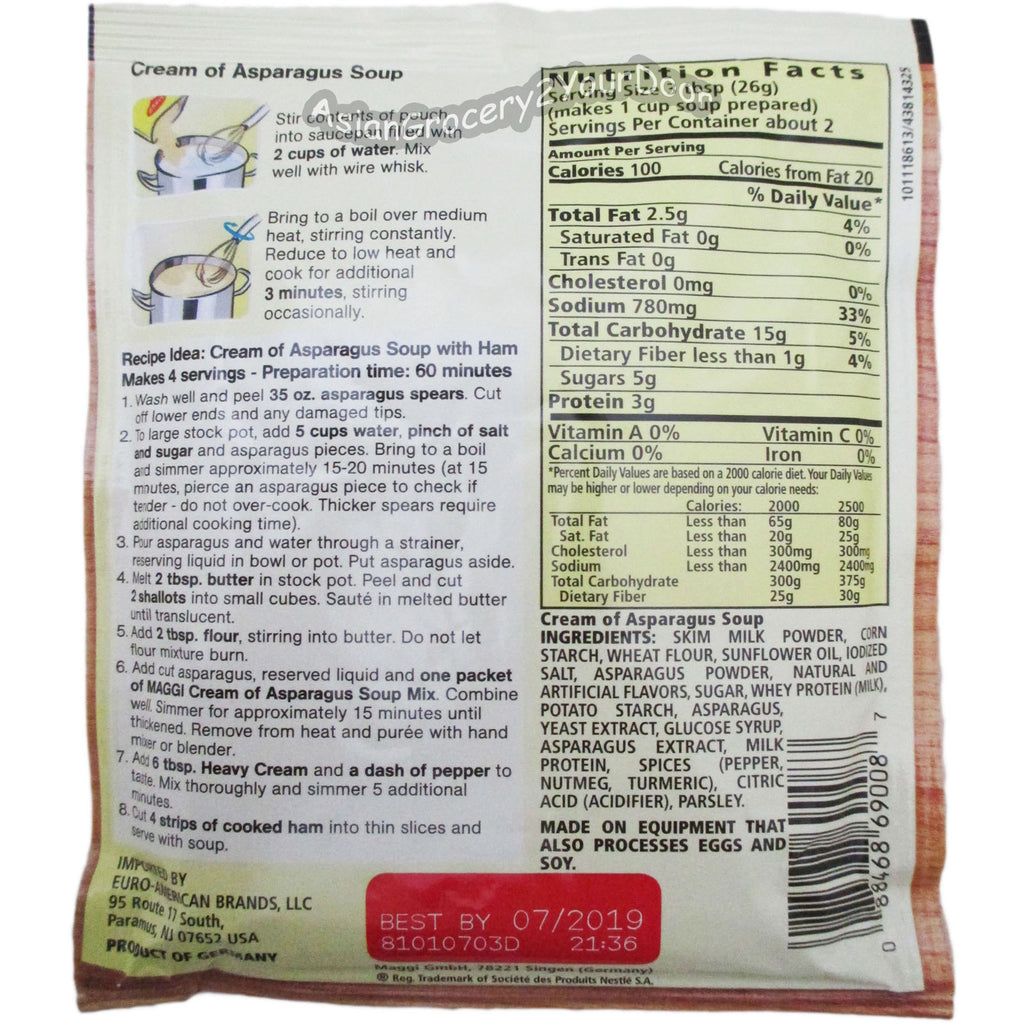 Cream of Asparagus Soup
Stir contents of pouch
into saucepan filled with
2 cups of water. Mix
well with wire whisk.
Bring to a boil over medium
heat, stirring constantly.
Reduce to low heat and
cook for additional
3 minutes, stirring
occasionally.
Recipe Idea: Cream of Asparagus Soup with Ham
Makes 4 servings - Preparation time: 60 minutes
1. Wash well and peel 35 oz. asparagus spears. Cut
off lower ends and any damaged tips.
2. To large stock pot, add 5 cups water, pinch of salt
and sugar and asparagus pieces. Bring to a boil
and simmer approximately 15-20 minutes (at 15
minutes, pierce an asparagus piece to check if
tender - do not over-cook. Thicker spears require
additional cooking time).
3. Pour asparagus and water through a strainer,
reserving liquid in bowl or pot. Put asparagus aside.
4. Melt 2 tbsp. butter in stock pot. Peel and cut
2 shallots into small cubes. Sauté in melted butter
until translucent.
5. Add 2 tbsp. flour, stirring into butter. Do not let
flour mixture burn.
6. Add cut asparagus, reserved liquid and one packet
of MAGGI Cream of Asparagus Soup Mix. Combine
well. Simmer for approximately 15 minutes until
thickened. Remove from heat and purée with hand
mixer or blender.
7. Add 6 tbsp. Heavy Cream and a dash of pepper to
taste. Mix thoroughly and simmer 5 additional
minutes.
8. Cut 4 strips of cooked ham into thin slices and
serve with soup.
IMPORTED BY
EURO-AMERICAN BRANDS, LLC
95 Route 17 South,
Paramus, NJ 07652 USA
PRODUCT OF GERMANY
AsianGrocery2YourDoor
Nutrition Facts
Serving Size 3 tbsp (26g)
(makes 1 cup soup prepared)
Servings Per Container about 2
Amount Per Serving
Calories 100 Calories from Fat 20
% Daily Value*
Total Fat 2.5g 4%
Saturated Fat 0g 0%
Trans Fat 0g
Cholesterol 0mg 0%
Sodium 780mg 33%
Total Carbohydrate 15g 5%
Dietary Fiber less than 1g 4%
Sugars 5g
Protein 3g
Vitamin A 0% Vitamin C 0%
Calcium 0% Iron 0%
*Percent Daily Values are based on a 2000 calorie diet. Your Daily Values
may be higher or lower depending on your calorie needs:
Calories: 2000 2500
Total Fat Less than 65g 80g
Sat. Fat Less than 20g 25g
Cholesterol Less than 300mg 300mg
Sodium Less than 2400mg 2400mg
Total Carbohydrate 300g 375g
Dietary Fiber 25g 30g
Cream of Asparagus Soup
INGREDIENTS: SKIM MILK POWDER, CORN
STARCH, WHEAT FLOUR, SUNFLOWER OIL, IODIZED
SALT, ASPARAGUS POWDER, NATURAL AND
ARTIFICIAL FLAVORS, SUGAR, WHEY PROTEIN (MILK),
POTATO STARCH, ASPARAGUS,
YEAST EXTRACT, GLUCOSE SYRUP,
ASPARAGUS EXTRACT, MILK
PROTEIN, SPICES (PEPPER,
NUTMEG, TURMERIC), CITRIC
ACID (ACIDIFIER), PARSLEY.
MADE ON EQUIPMENT THAT
ALSO PROCESSES EGGS AND
SOY.
101118613/43814325
0 88468 69008 7
BEST BY 07/2019
81010703D 21:36
Maggi GmbH, 78221 Singen (Germany)
® Reg. Trademark of Société des Produits Nestlé S.A.